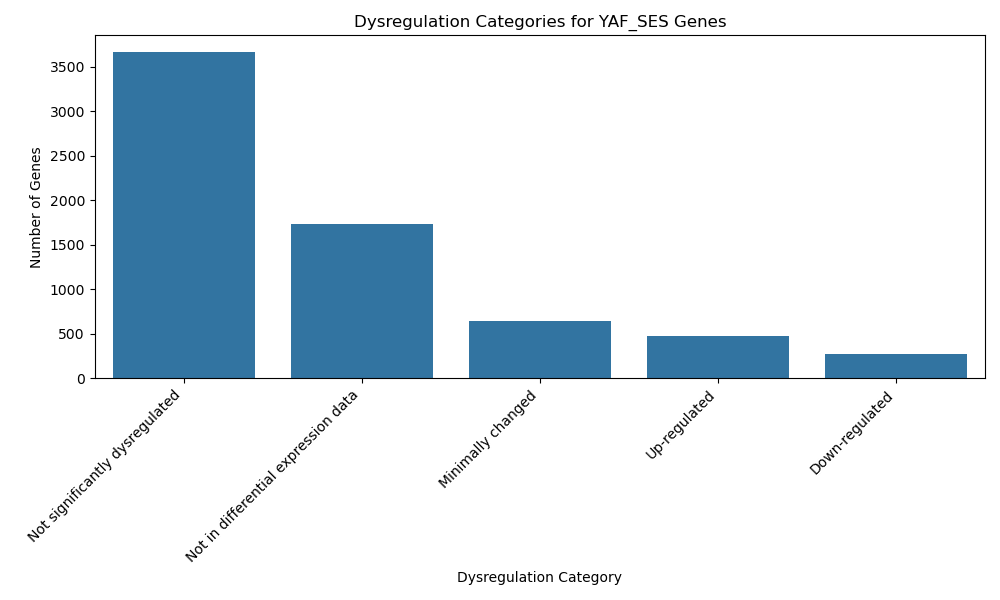 Dysregulation Categories for YAF_SES Genes
Number of Genes
3500
3000
2500
2000
1500
1000
500
0
Not significantly dysregulated
Not in differential expression data
Minimally changed
Up-regulated
Down-regulated
Dysregulation Category